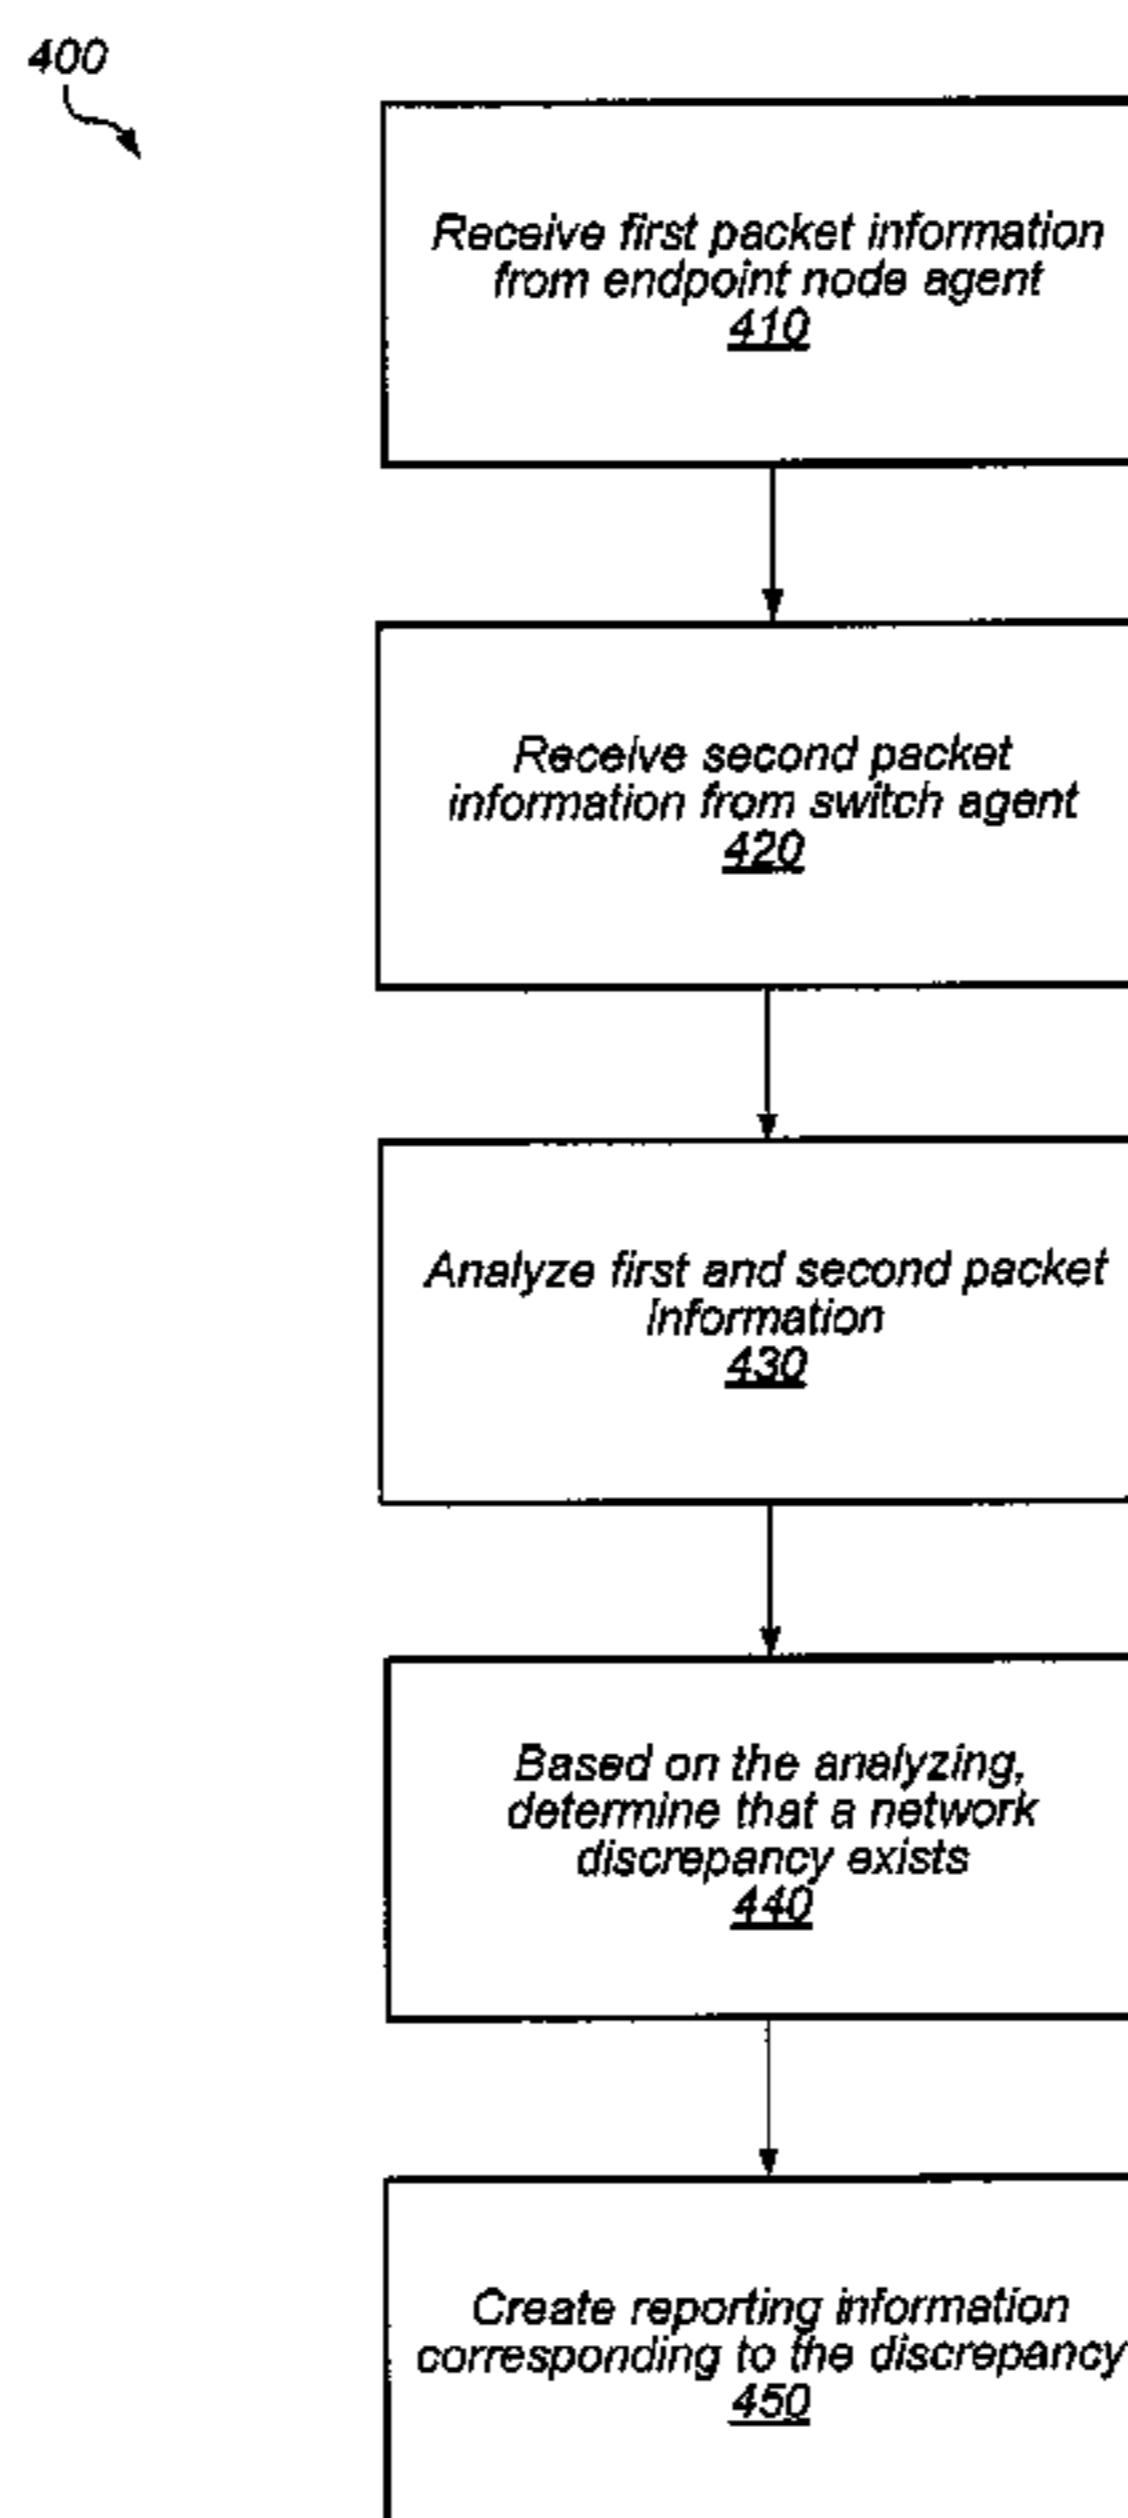 400
Receive first packet information
from endpoint node agent
410
Receive second packet
information from switch agent
420
Analyze first and second packet
information
430
Based on the analyzing,
determine that a network
discrepancy exists
440
Create reporting information
corresponding to the discrepancy
450